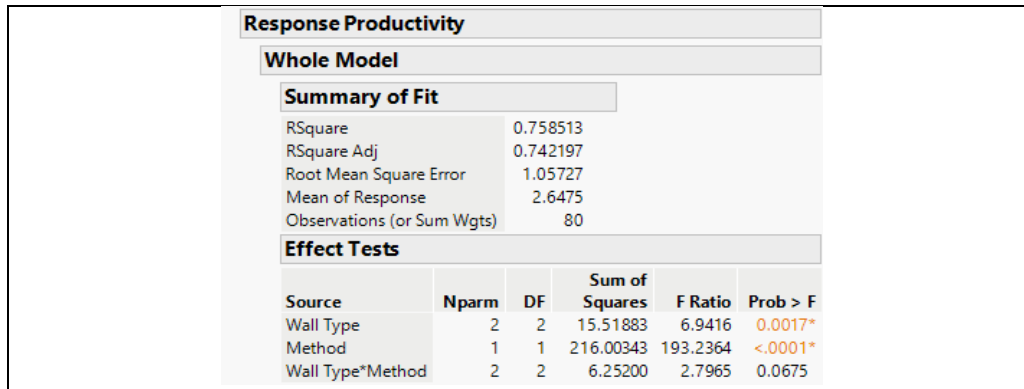 Response Productivity
Whole Model
Summary of Fit
RSquare 0.758513
RSquare Adj 0.742197
Root Mean Square Error 1.05727
Mean of Response 2.6475
Observations (or Sum Wgts) 80
Effect Tests
Sum of
Source Nparm DF Squares F Ratio Prob > F
Wall Type 2 2 15.51883 6.9416 0.0017*
Method 1 1 216.00343 193.2364 <.0001*
Wall Type*Method 2 2 6.25200 2.7965 0.0675